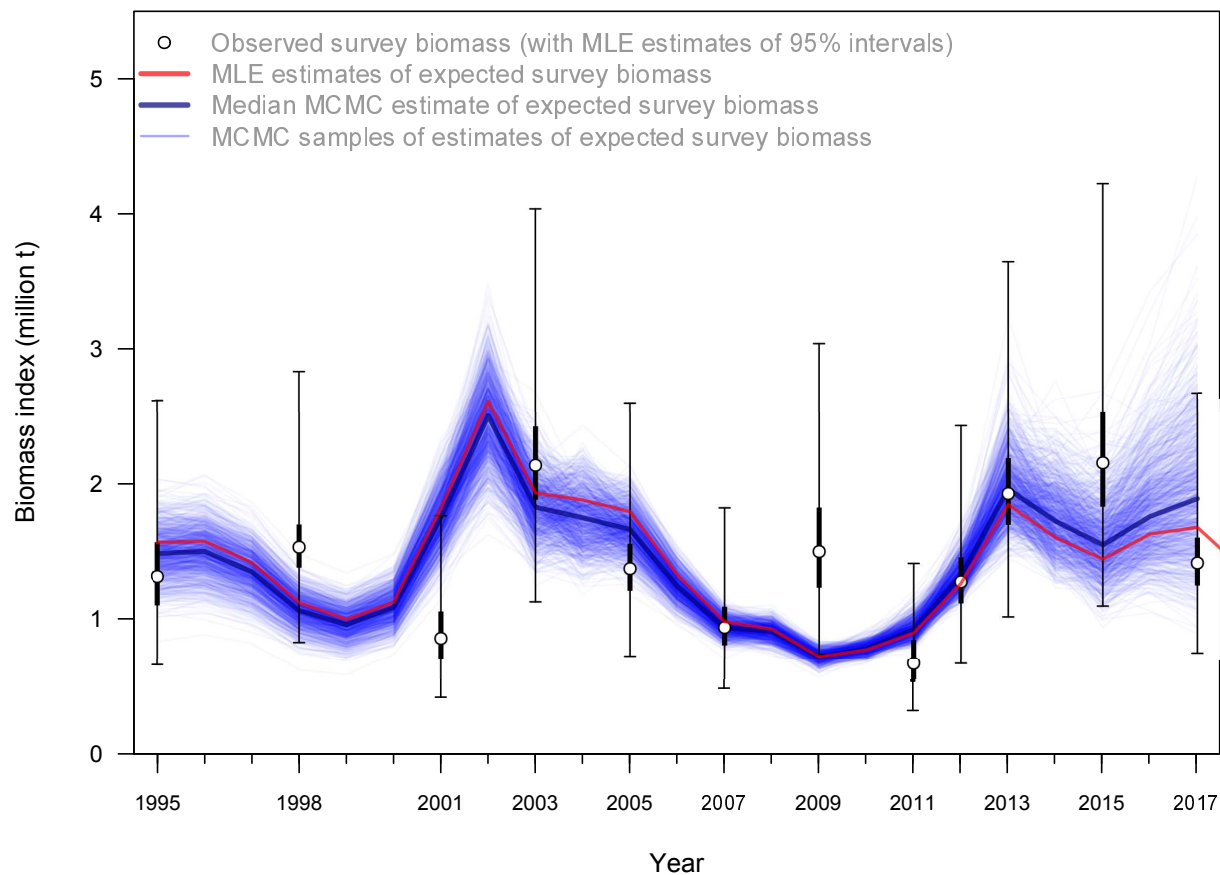 Observed survey biomass (with MLE estimates of 95% intervals)
MLE estimates of expected survey biomass
Median MCMC estimate of expected survey biomass
MCMC samples of estimates of expected survey biomass
5
4
3
2
1
0
Biomass index (million t)
1995 1998 2001 2003 2005 2007 2009 2011 2013 2015 2017
Year